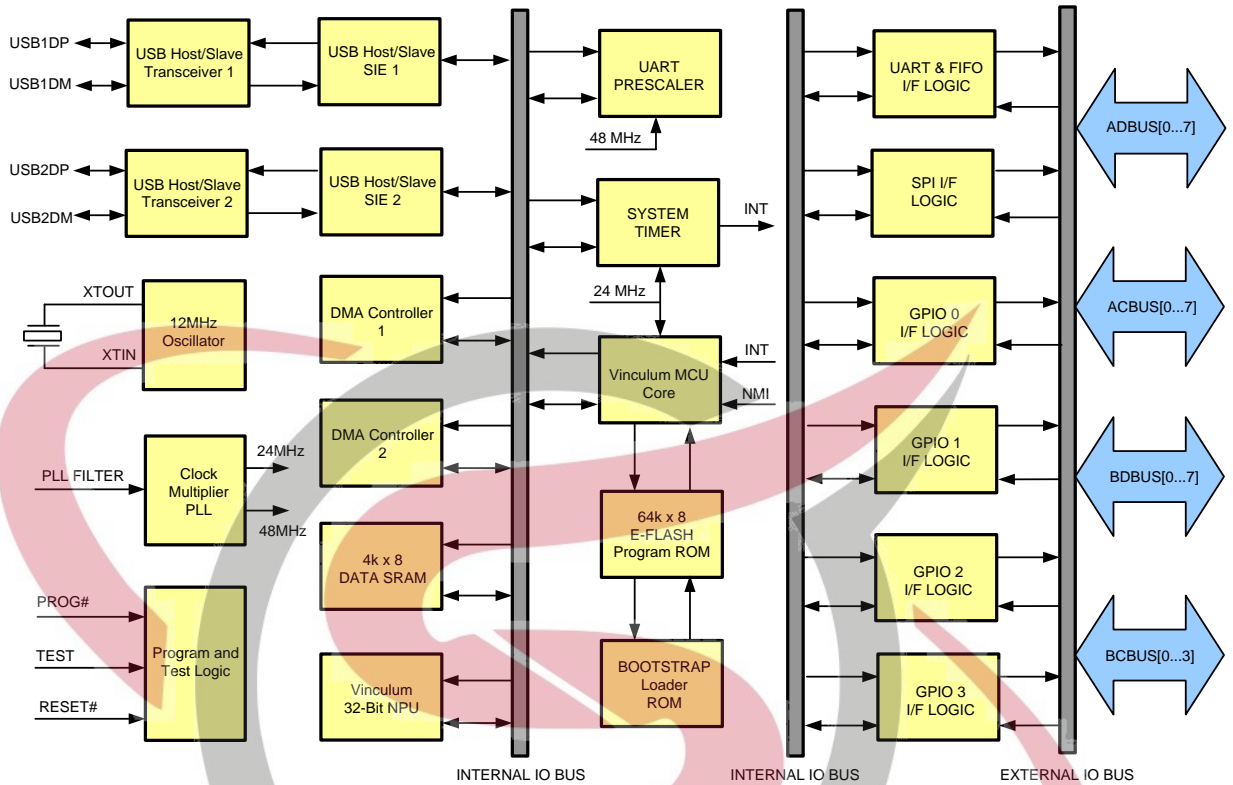 USB1DP
USB1DM
USB Host/Slave
Transceiver 1
USB Host/Slave
SIE 1
USB2DP
USB2DM
USB Host/Slave
Transceiver 2
USB Host/Slave
SIE 2
XTOUT
XTIN
12MHz
Oscillator
DMA Controller
1
PLL FILTER
Clock
Multiplier
PLL
24MHz
48MHz
DMA Controller
2
4k x 8
DATA SRAM
PROG#
TEST
RESET#
Program and
Test Logic
Vinculum
32-Bit NPU
INTERNAL IO BUS
UART
PRESCALER
48 MHz
SYSTEM
TIMER
INT
24 MHz
Vinculum MCU
Core
INT
NMI
64k x 8
E-FLASH
Program ROM
BOOTSTRAP
Loader
ROM
INTERNAL IO BUS
UART & FIFO
I/F LOGIC
SPI I/F
LOGIC
GPIO 0
I/F LOGIC
GPIO 1
I/F LOGIC
GPIO 2
I/F LOGIC
GPIO 3
I/F LOGIC
EXTERNAL IO BUS
ADBUS[0...7]
ACBUS[0...7]
BDBUS[0...7]
BCBUS[0...3]